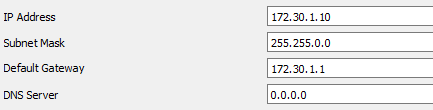 IP Address 172.30.1.10
Subnet Mask 255.255.0.0
Default Gateway 172.30.1.1
DNS Server 0.0.0.0